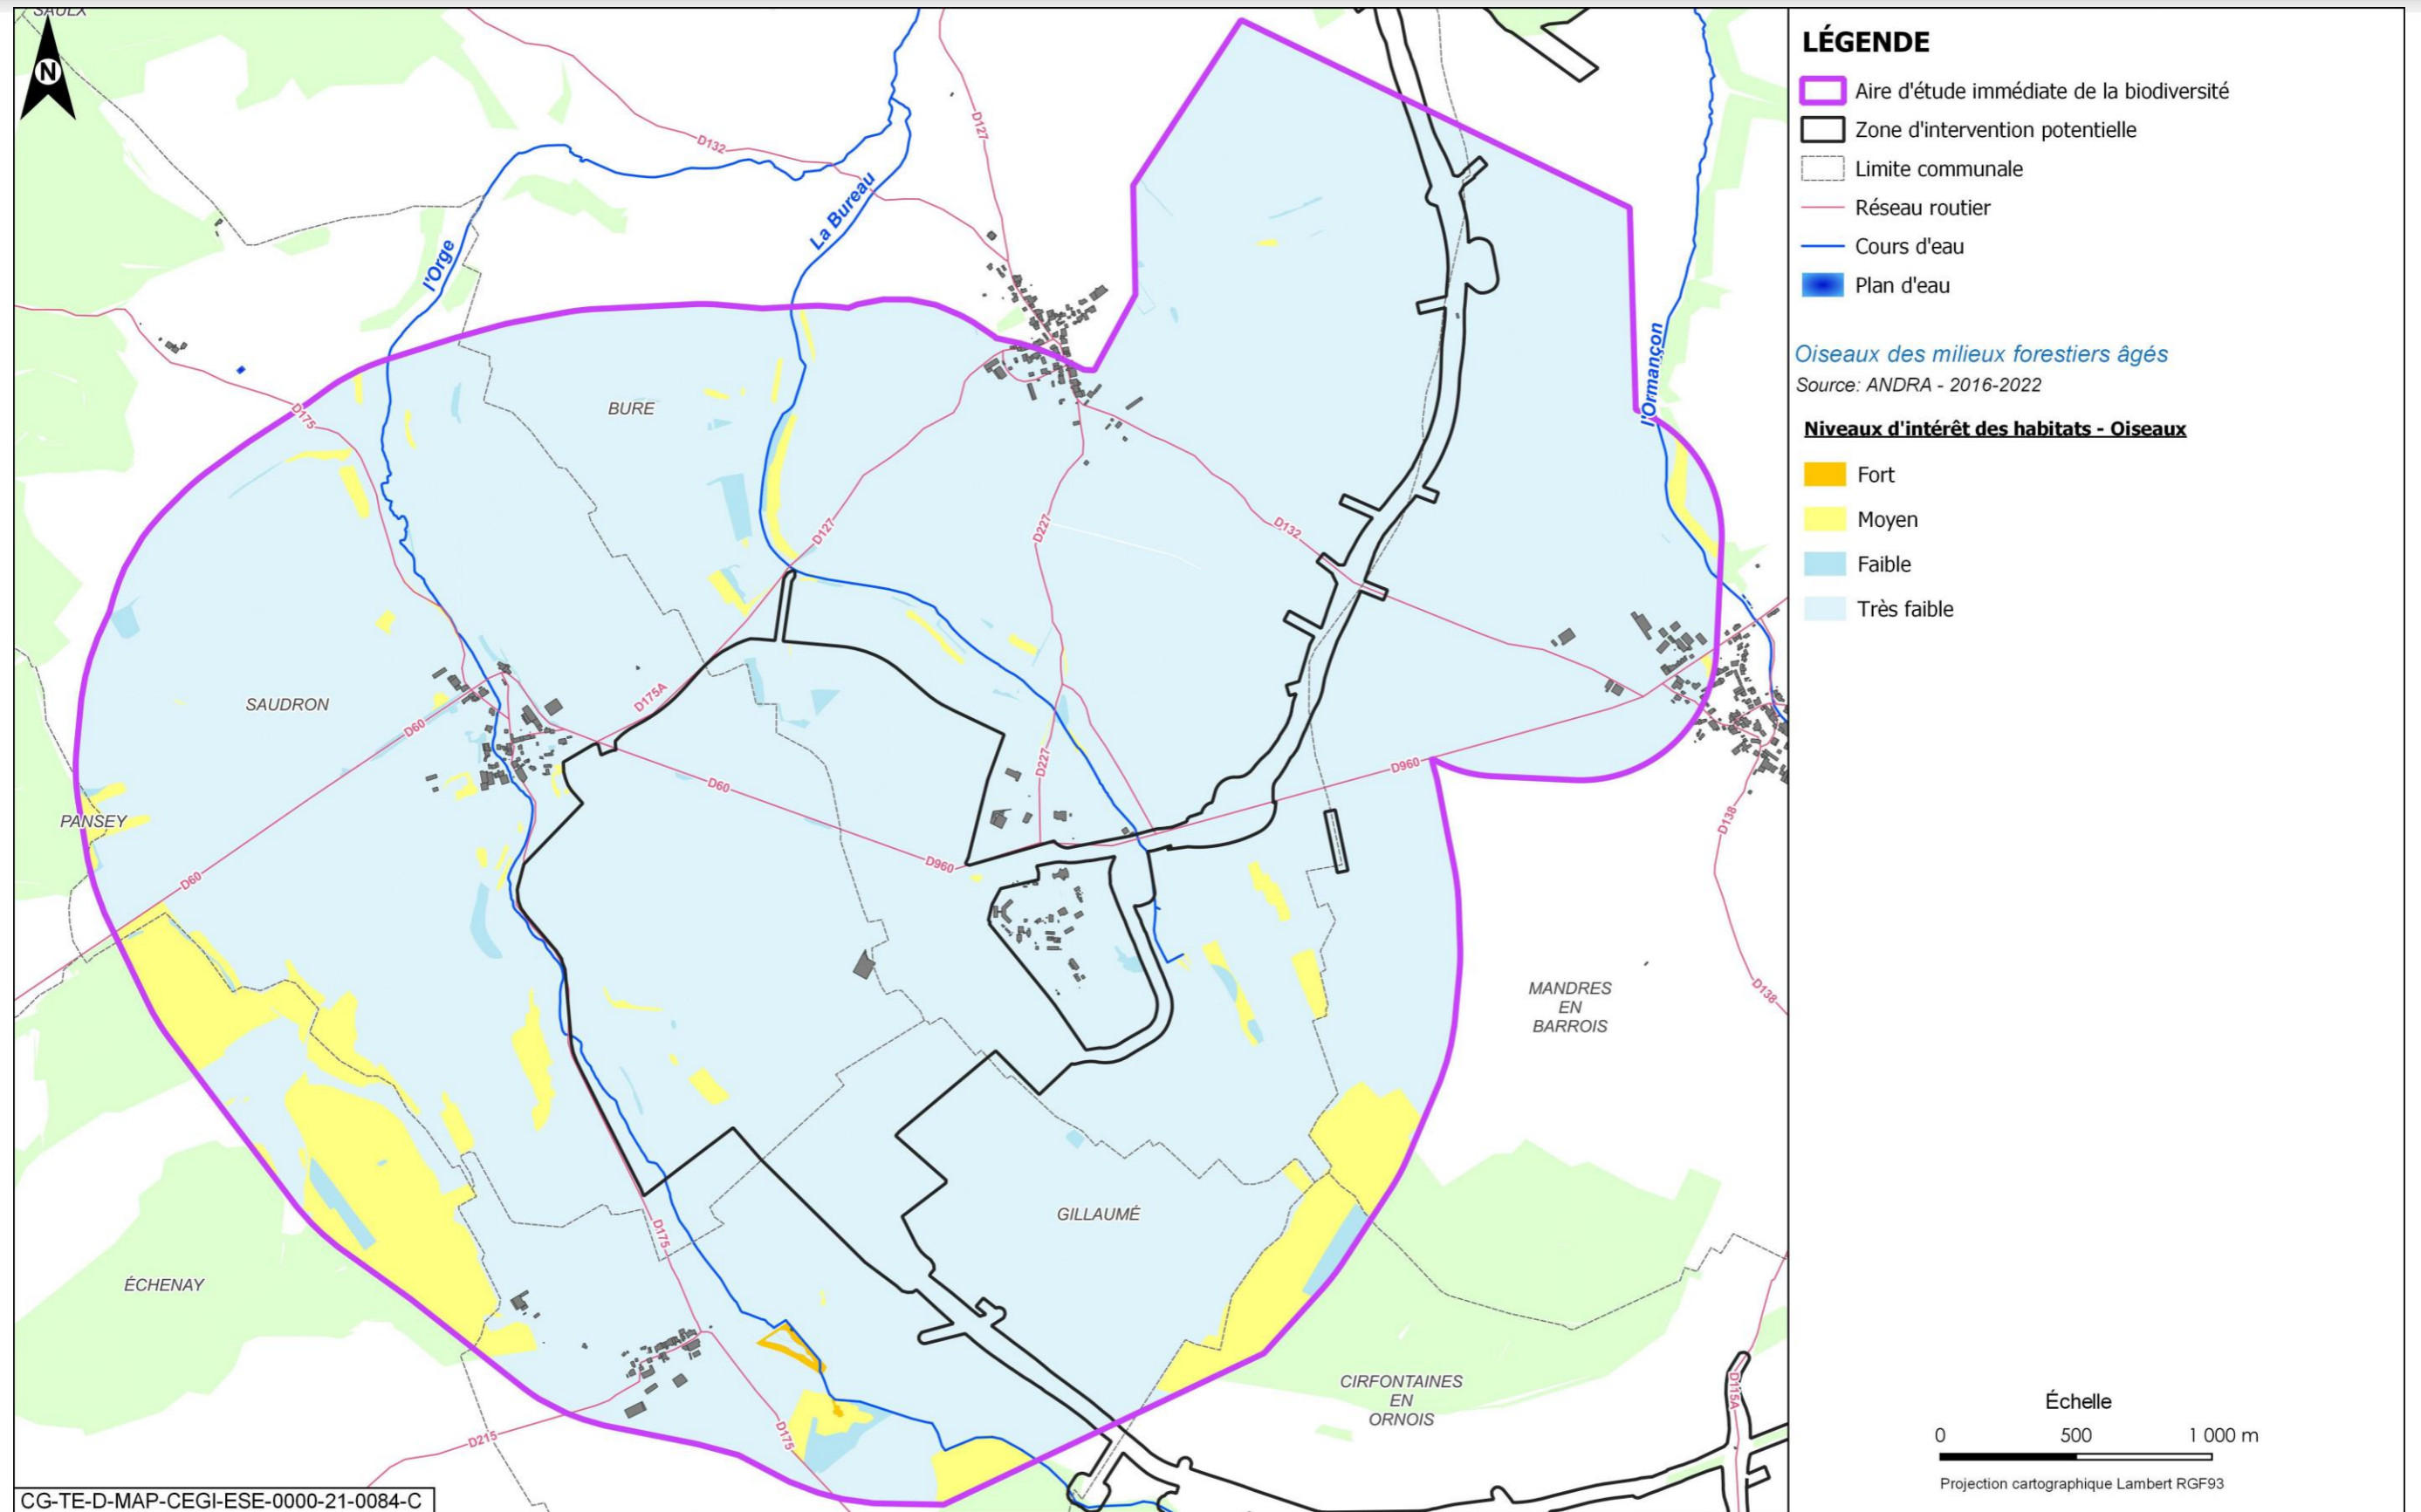 SAULX
N
D132
D127
La Bureau
l'Orge
l'Ormançon
D175
BURE
D127
D227
D132
SAUDRON
D175A
D60
D60
D227
D960
PANSEY
D60
D960
D138
D138
MANDRES
EN
BARROIS
GILLAUMÉ
D175
ÉCHENAY
CIRFONTAINES
EN
ORNOIS
D115A
D215
D175
CG-TE-D-MAP-CEGI-ESE-0000-21-0084-C
LÉGENDE
Aire d'étude immédiate de la biodiversité
Zone d'intervention potentielle
Limite communale
Réseau routier
Cours d'eau
Plan d'eau
Oiseaux des milieux forestiers âgés
Source: ANDRA - 2016-2022
Niveaux d'intérêt des habitats - Oiseaux
Fort
Moyen
Faible
Très faible
Échelle
0 500 1 000 m
Projection cartographique Lambert RGF93